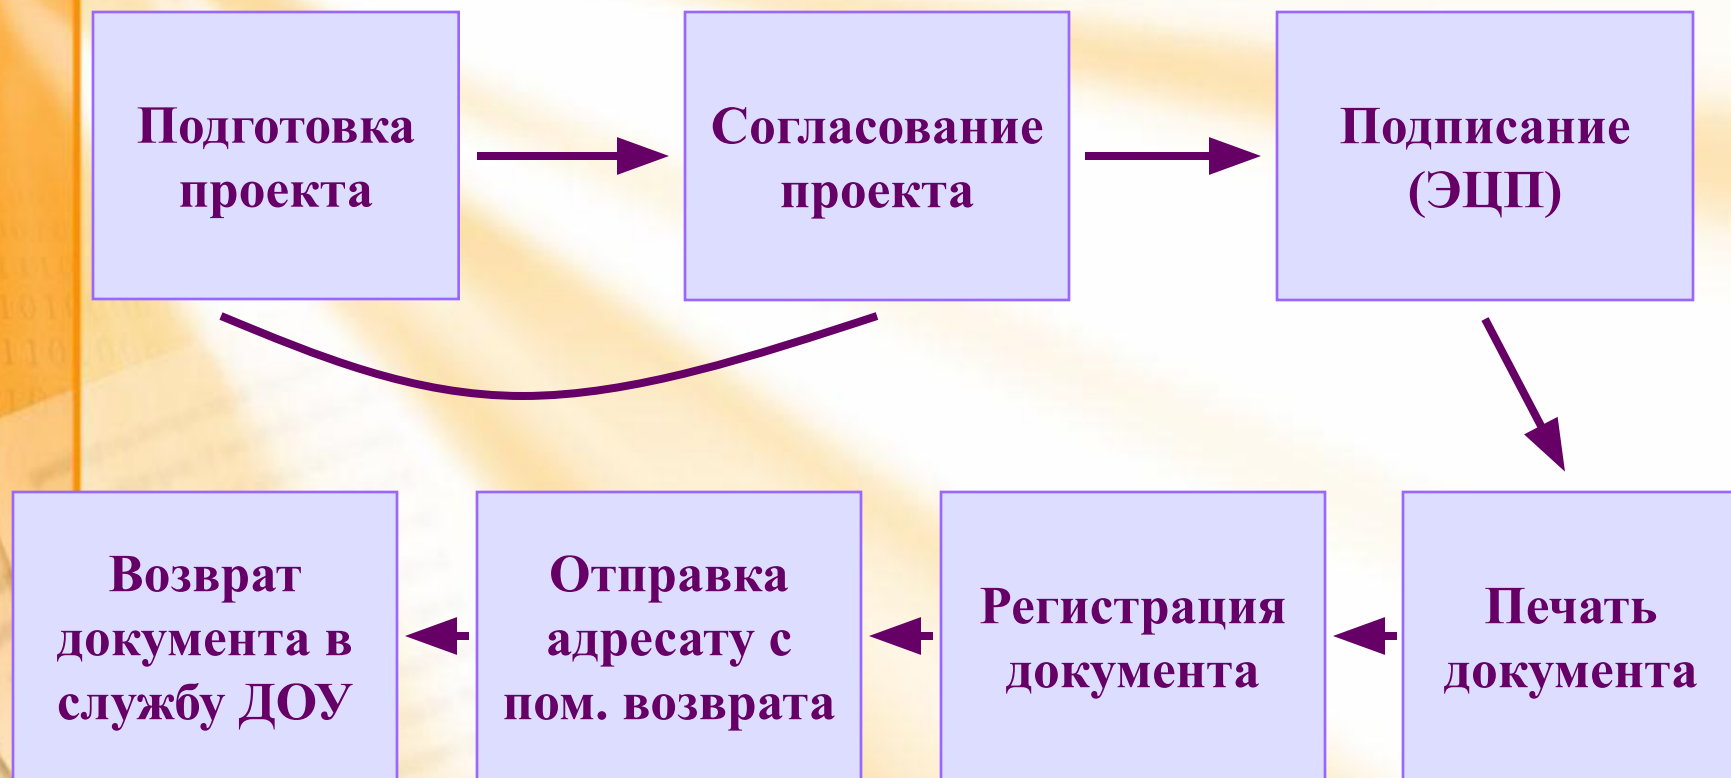 Подготовка
проекта
Согласование
проекта
Подписание
(ЭЦП)
Возврат
документа в
службу ДОУ
Отправка
адресату с
пом. возврата
Регистрация
документа
Печать
документа